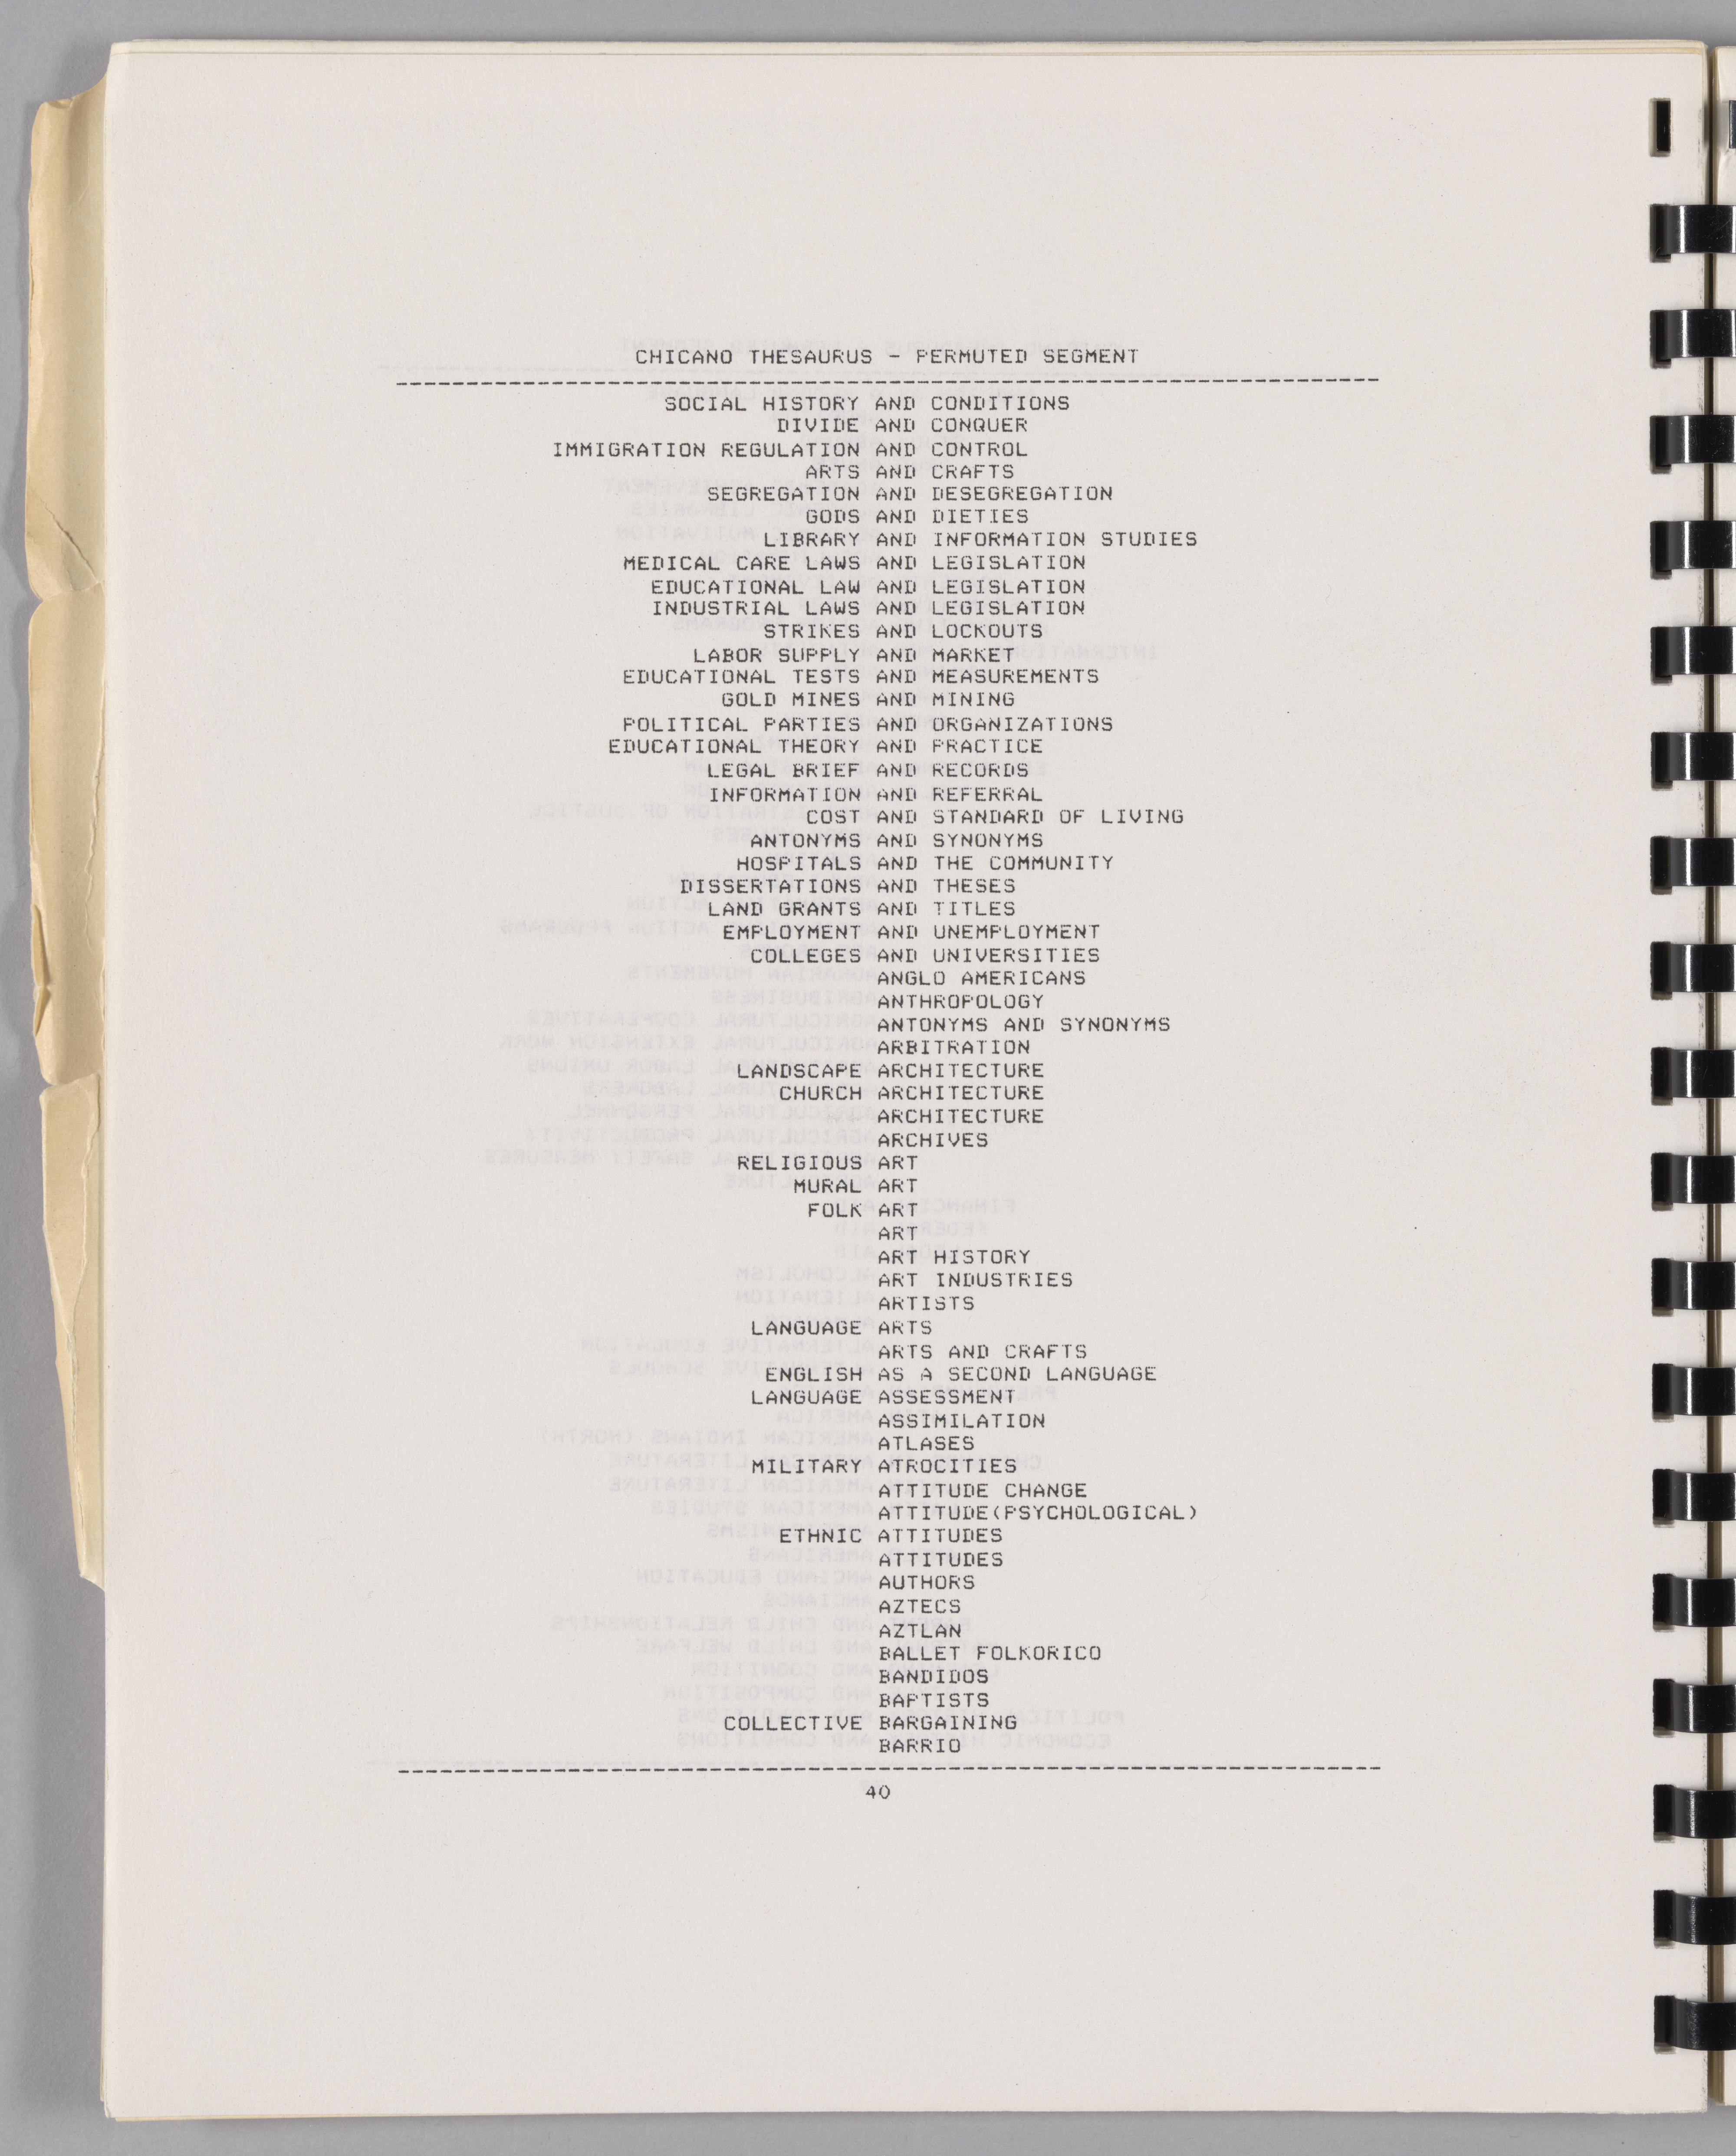 CHICANO THESAURUS - PERMUTED SEGMENT
SOCIAL HISTORY AND CONDITIONS
DIVIDE AND CONQUER
IMMIGRATION REGULATION AND CONTROL
ARTS AND CRAFTS
SEGREGATION AND DESEGREGATION
GODS AND DIETIES
LIBRARY AND INFORMATION STUDIES
MEDICAL CARE LAWS AND LEGISLATION
EDUCATIONAL LAW AND LEGISLATION
INDUSTRIAL LAWS AND LEGISLATION
STRIKES AND LOCKOUTS
LABOR SUPPLY AND MARKET
EDUCATIONAL TESTS AND MEASUREMENTS
GOLD MINES AND MINING
POLITICAL PARTIES AND ORGANIZATIONS
EDUCATIONAL THEORY AND PRACTICE
LEGAL BRIEF AND RECORDS
INFORMATION AND REFERRAL
COST AND STANDARD OF LIVING
ANTONYMS AND SYNONYMS
HOSPITALS AND THE COMMUNITY
DISSERTATIONS AND THESES
LAND GRANTS AND TITLES
EMPLOYMENT AND UNEMPLOYMENT
COLLEGES AND UNIVERSITIES
ANGLO AMERICANS
ANTHROPOLOGY
ANTONYMS AND SYNONYMS
ARBITRATION
LANDSCAPE ARCHITECTURE
CHURCH ARCHITECTURE
ARCHITECTURE
ARCHIVES
RELIGIOUS ART
MURAL ART
FOLK ART
ART
ART HISTORY
ART INDUSTRIES
ARTISTS
LANGUAGE ARTS
ARTS AND CRAFTS
ENGLISH AS A SECOND LANGUAGE
LANGUAGE ASSESSMENT
ASSIMILATION
ATLASES
MILITARY ATROCITIES
ATTITUDE CHANGE
ATTITUDE(PSYCHOLOGICAL)
ETHNIC ATTITUDES
ATTITUDES
AUTHORS
AZTECS
AZTLAN
BALLET FOLKORICO
BANDIDOS
BAPTISTS
COLLECTIVE BARGAINING
BARRIO
40